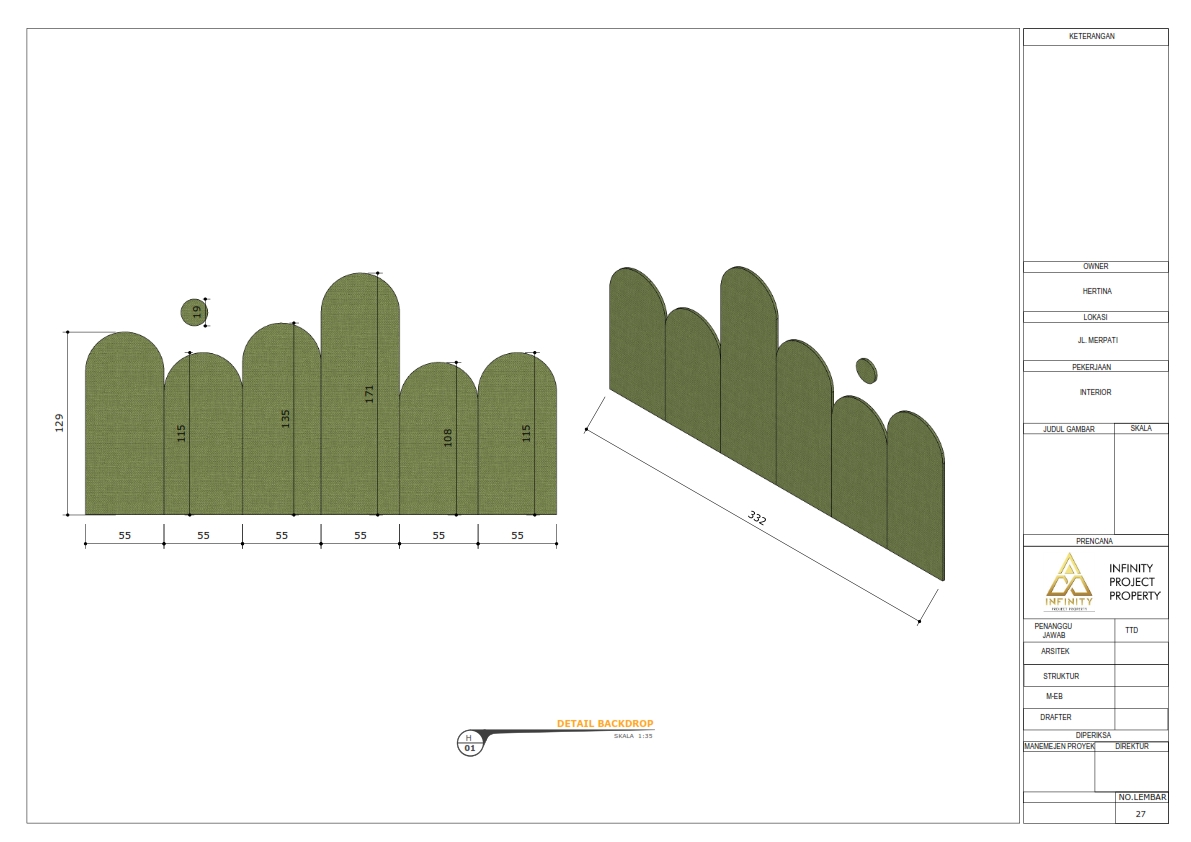 19
129
115
135
171
108
115
55
55
55
55
55
55
332
DETAIL BACKDROP
SKALA 1:35
H
01
KETERANGAN
OWNER
HERTINA
LOKASI
JL. MERPATI
PEKERJAAN
INTERIOR
JUDUL GAMBAR
SKALA
PRENCANA
INFINITY
PROJECT PROPERTY
INFINITY
PROJECT
PROPERTY
PENANGGU
JAWAB
TTD
ARSITEK
STRUKTUR
M-EB
DRAFTER
DIPERIKSA
MANEMEJEN PROYEK
DIREKTUR
NO.LEMBAR
27